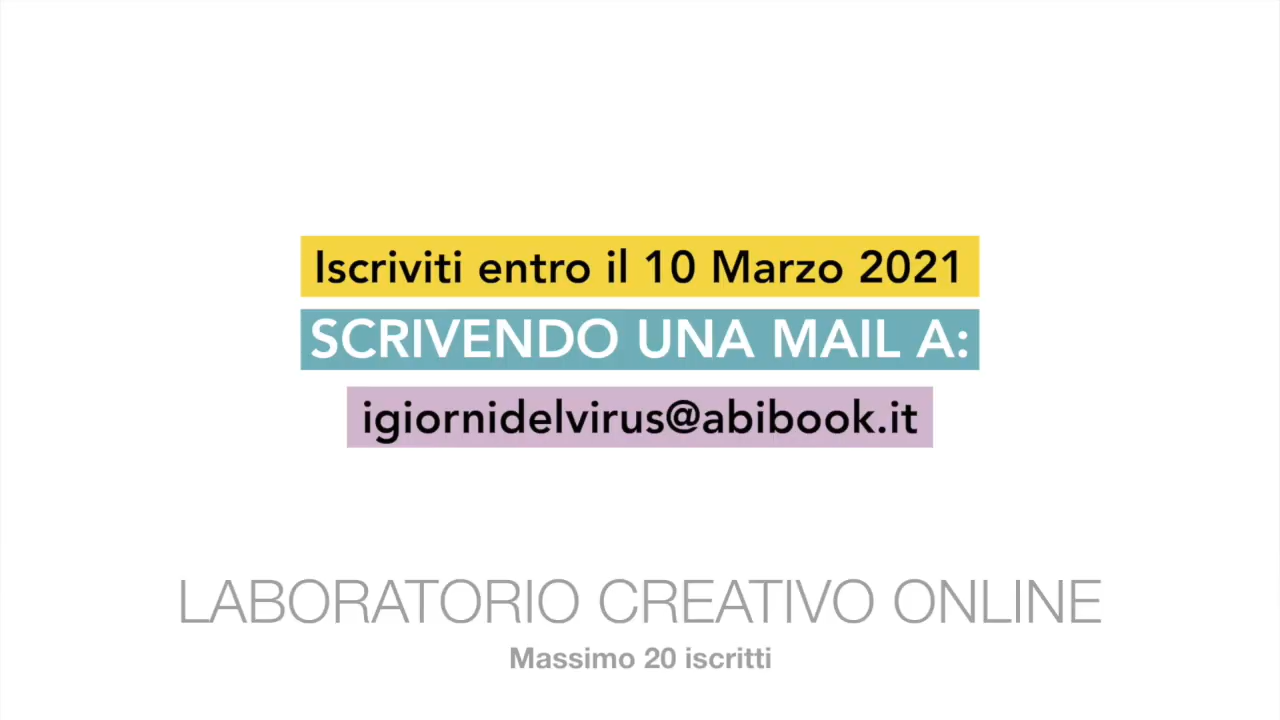 Iscriviti entro il 10 Marzo 2021
SCRIVENDO UNA MAIL A:
igiornidelvirus@abibook.it
LABORATORIO CREATIVO ONLINE
Massimo 20 iscritti